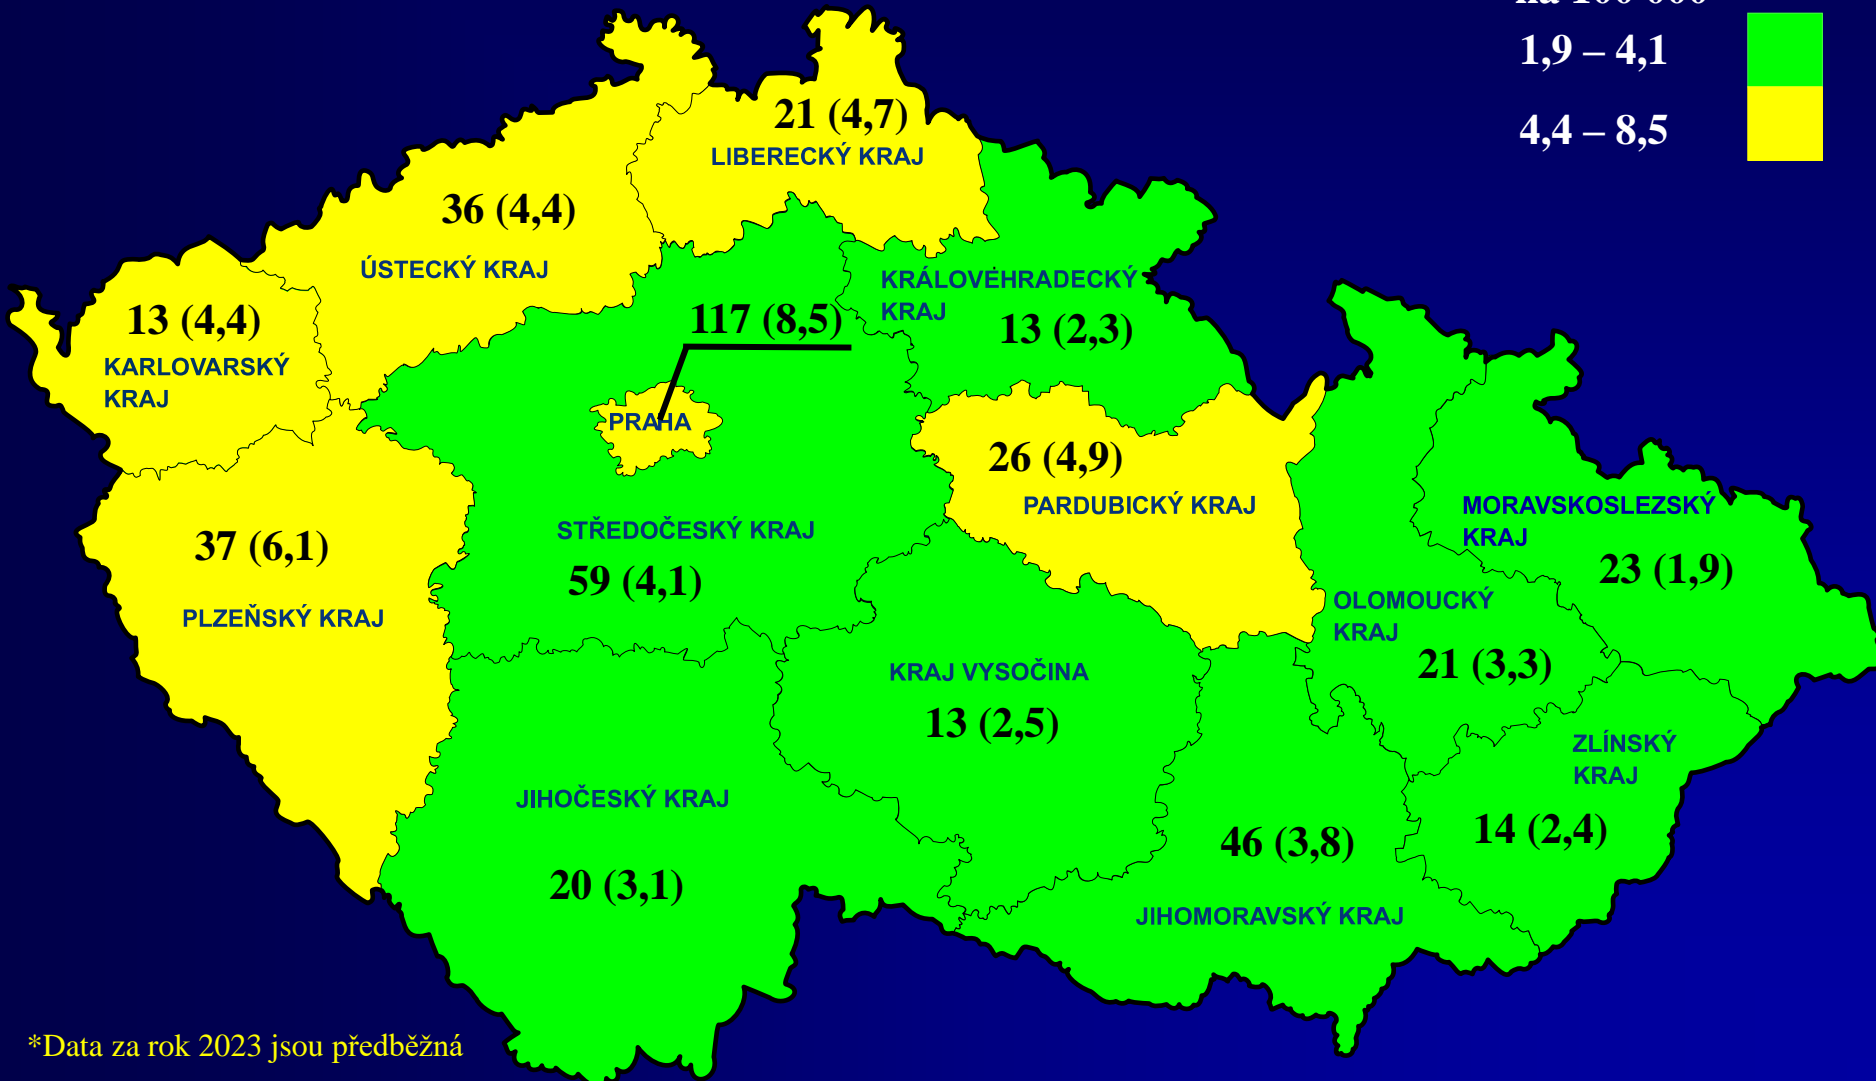 na 100 000
1,9 – 4,1
4,4 – 8,5
21 (4,7)
LIBERECKÝ KRAJ
36 (4,4)
ÚSTECKÝ KRAJ
KRÁLOVÉHRADECKÝ
KRAJ
13 (2,3)
13 (4,4)
KARLOVARSKÝ
KRAJ
117 (8,5)
PRAHA
26 (4,9)
PARDUBICKÝ KRAJ
MORAVSKOSLEZSKÝ
KRAJ
23 (1,9)
37 (6,1)
PLZEŇSKÝ KRAJ
STŘEDOČESKÝ KRAJ
59 (4,1)
OLOMOUCKÝ
KRAJ
21 (3,3)
KRAJ VYSOČINA
13 (2,5)
ZLÍNSKÝ
KRAJ
14 (2,4)
JIHOČESKÝ KRAJ
20 (3,1)
46 (3,8)
JIHOMORAVSKÝ KRAJ
*Data za rok 2023 jsou předběžná